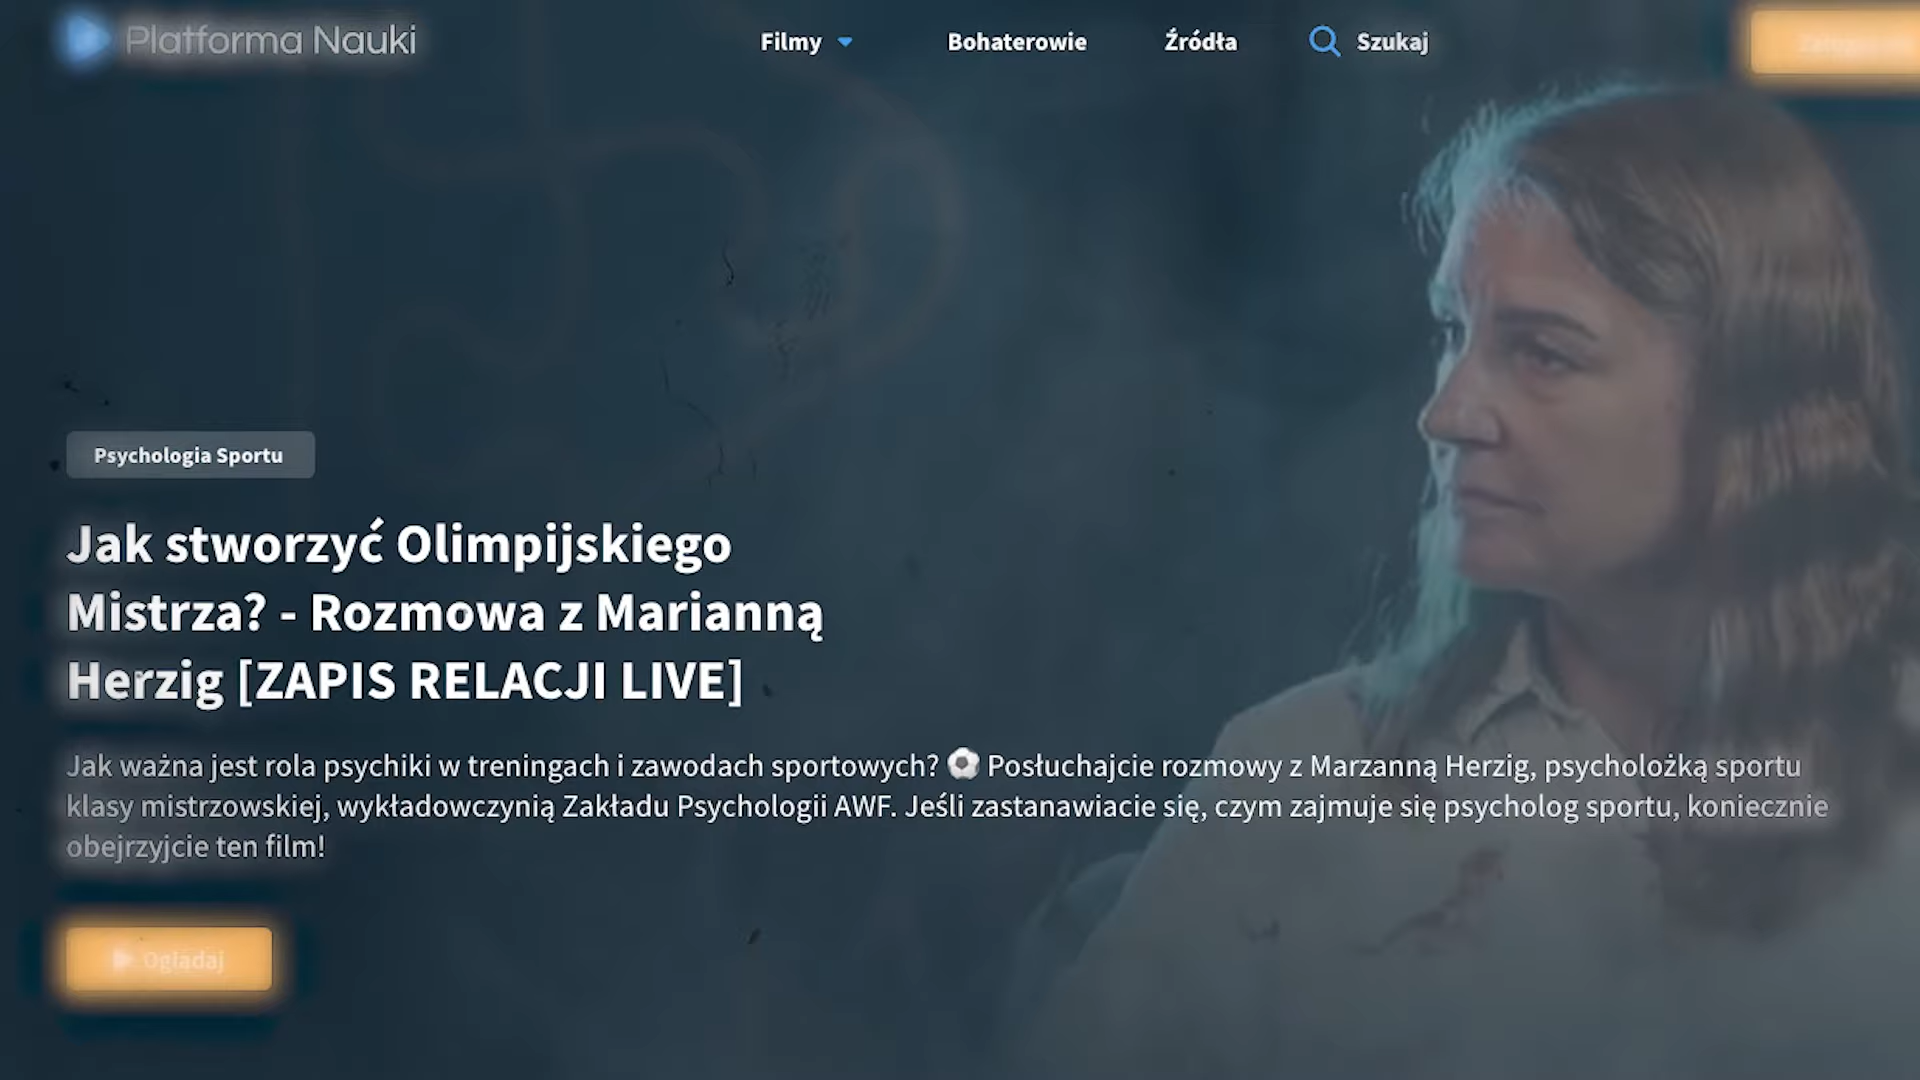 Platforma Nauki
Filmy
Bohaterowie
Źródła
Szukaj
Psychologia Sportu
Jak stworzyć Olimpijskiego
Mistrza? - Rozmowa z Marianną
Herzig [ZAPIS RELACJI LIVE]
Jak ważna jest rola psychiki w treningach i zawodach sportowych? ⚽ Posłuchajcie rozmowy z Marzanną Herzig, psycholożką sportu
klasy mistrzowskiej, wykładowczynią Zakładu Psychologii AWF. Jeśli zastanawiacie się, czym zajmuje się psycholog sportu, koniecznie
obejrzyjcie ten film!
Oglądaj